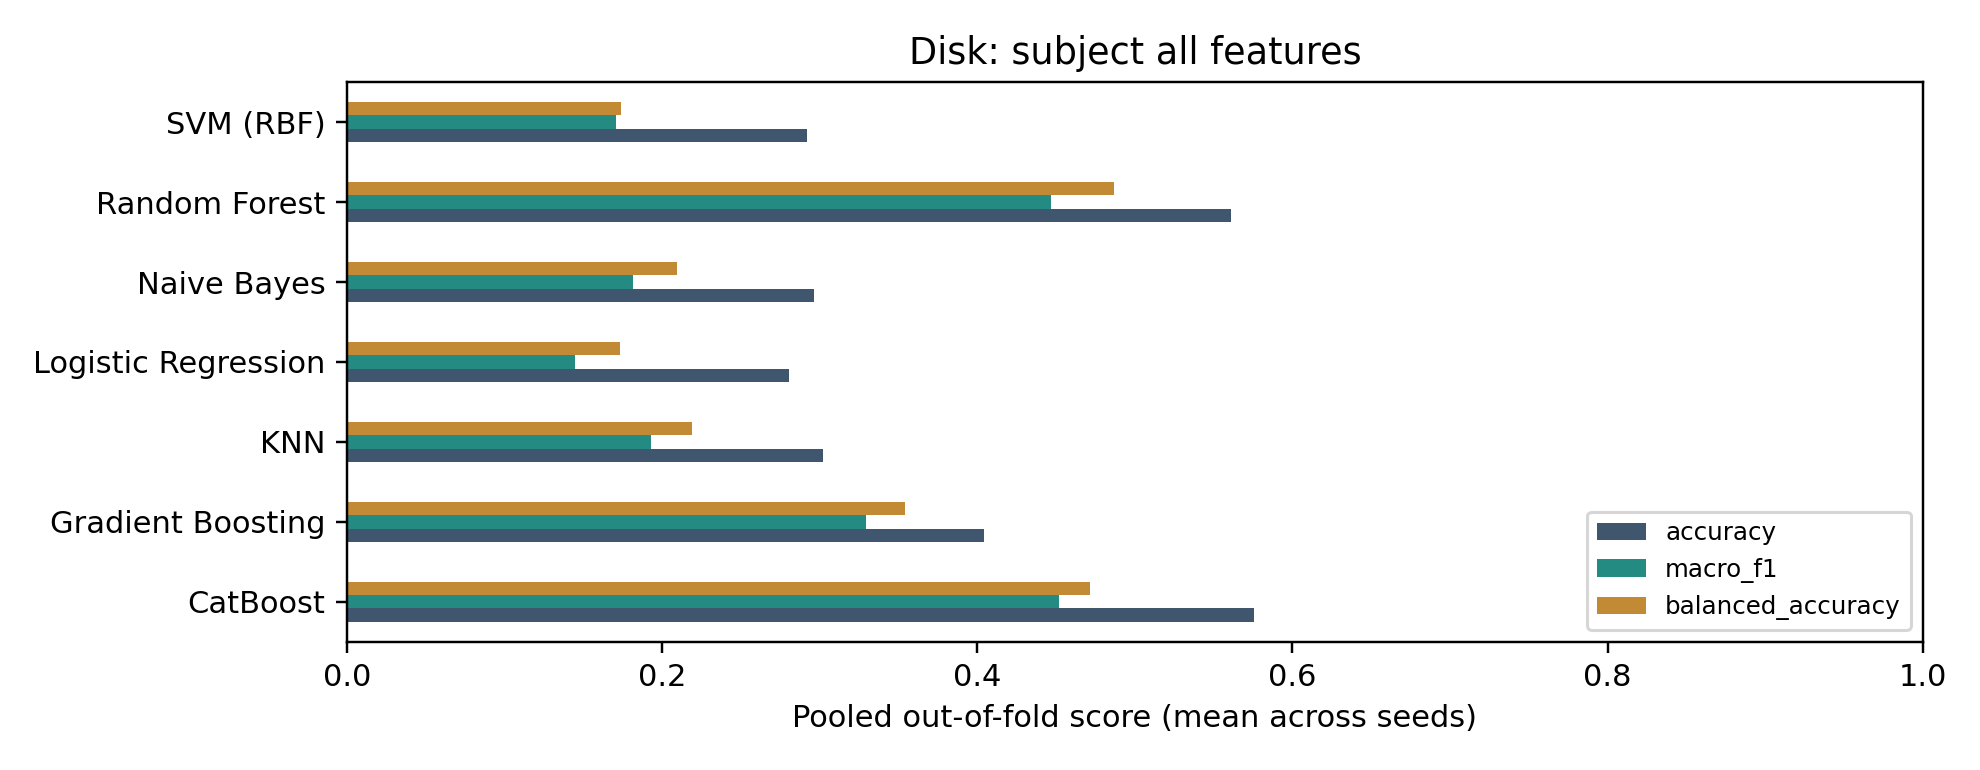 Disk: subject all features
SVM (RBF)
Random Forest
Naive Bayes
Logistic Regression
KNN
Gradient Boosting
CatBoost
accuracy
macro_f1
balanced_accuracy
0.0 0.2 0.4 0.6 0.8 1.0
Pooled out-of-fold score (mean across seeds)